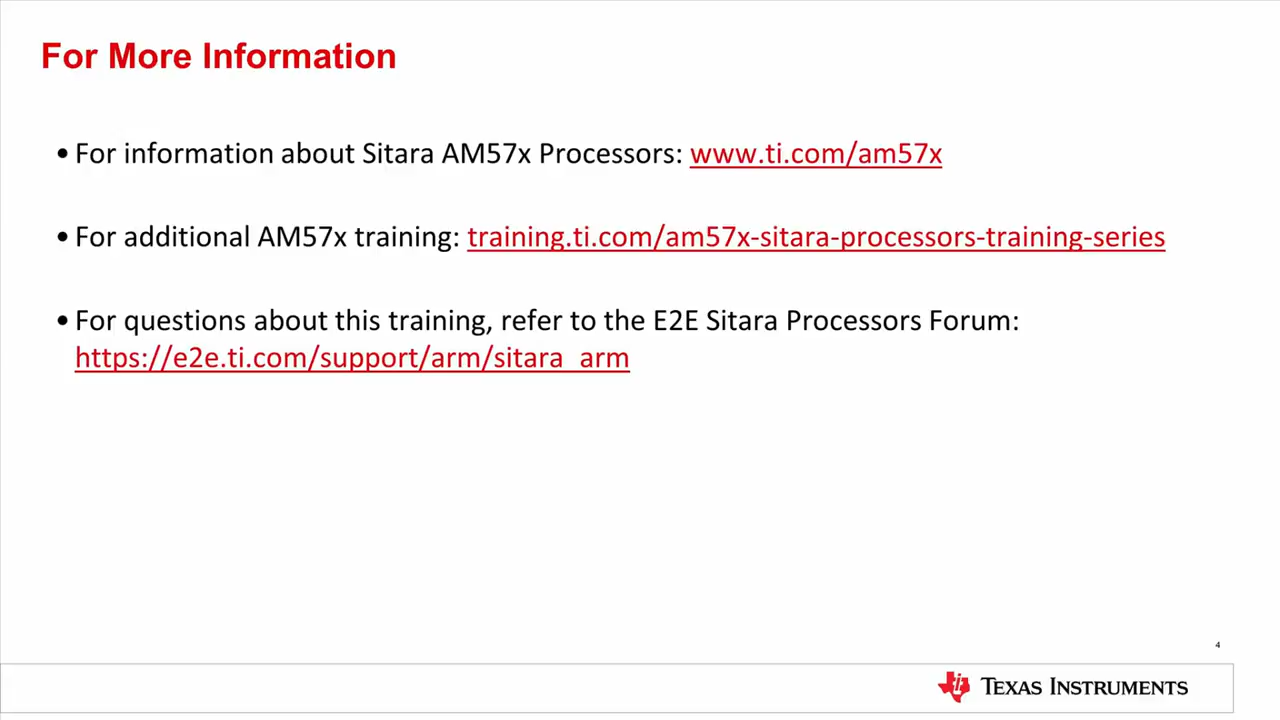 For More Information
• For information about Sitara AM57x Processors: www.ti.com/am57x
• For additional AM57x training: training.ti.com/am57x-sitara-processors-training-series
• For questions about this training, refer to the E2E Sitara Processors Forum:
https://e2e.ti.com/support/arm/sitara_arm
4
TEXAS INSTRUMENTS